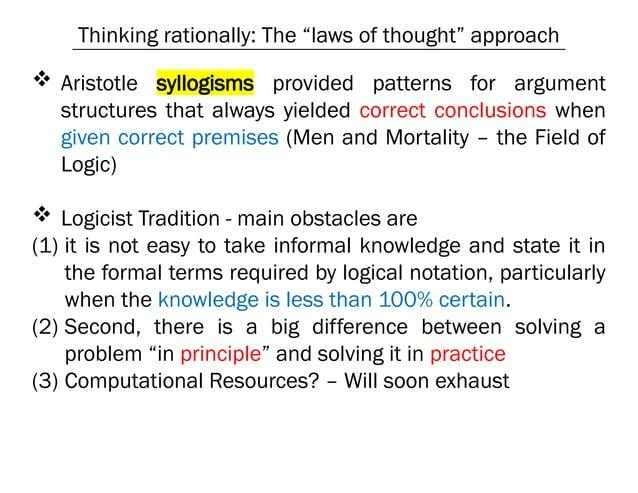 Thinking rationally: The “laws of thought” approach
❖ Aristotle syllogisms provided patterns for argument
structures that always yielded correct conclusions when
given correct premises (Men and Mortality – the Field of
Logic)
❖ Logicist Tradition - main obstacles are
(1) it is not easy to take informal knowledge and state it in
the formal terms required by logical notation, particularly
when the knowledge is less than 100% certain.
(2) Second, there is a big difference between solving a
problem “in principle” and solving it in practice
(3) Computational Resources? – Will soon exhaust